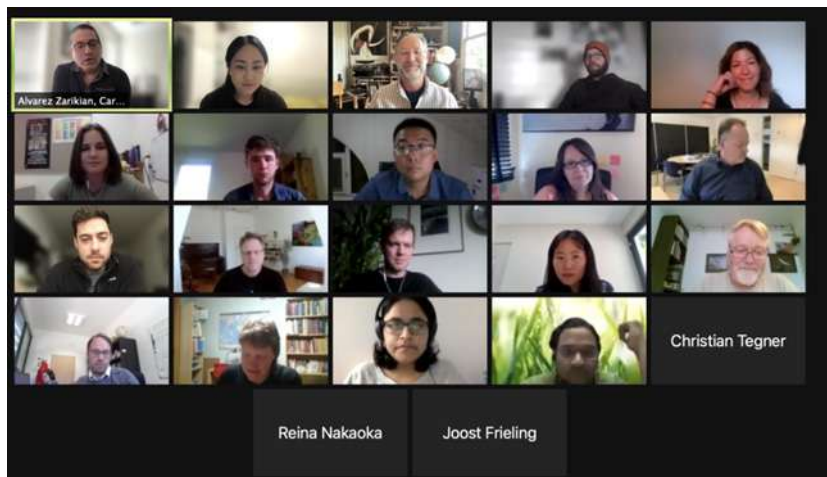 Alvarez Zarikian, Car...
Christian Tegner
Reina Nakaoka
Joost Frieling